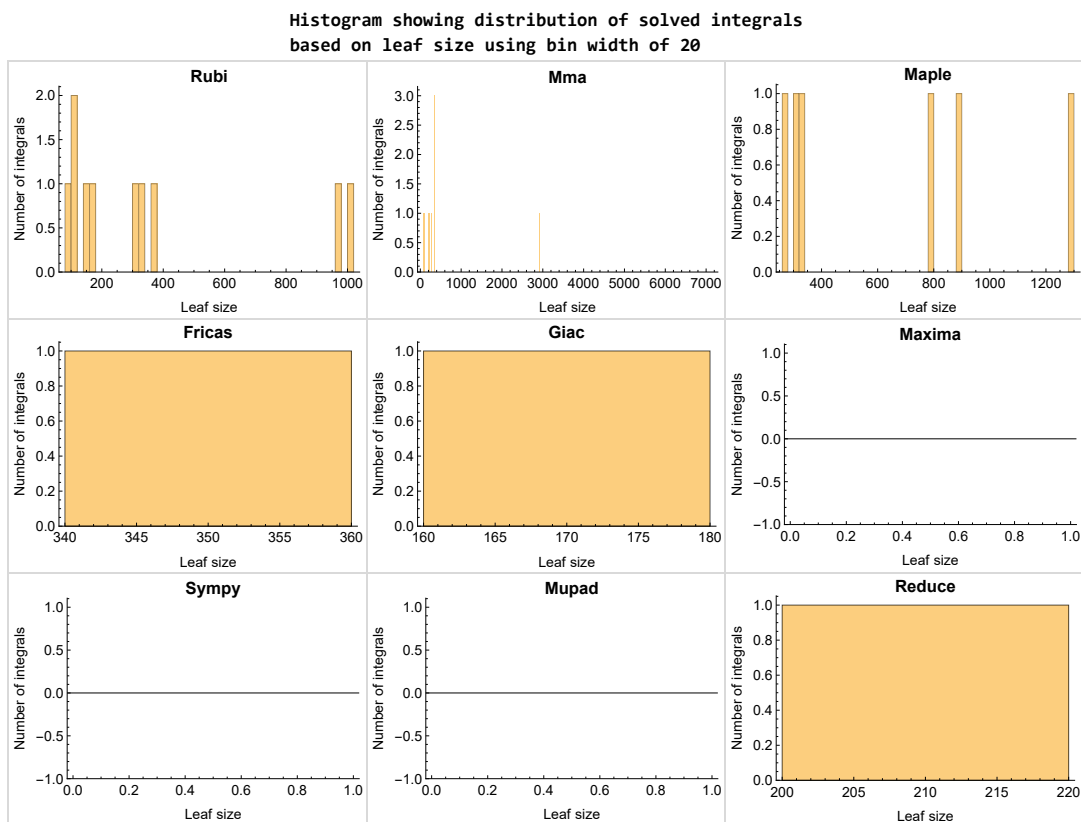 Histogram showing distribution of solved integrals
based on leaf size using bin width of 20
Rubi
Number of integrals
2.0
1.5
1.0
0.5
0.0
200 400 600 800 1000
Leaf size
Mma
Number of integrals
3.0
2.5
2.0
1.5
1.0
0.5
0.0
0 1000 2000 3000 4000 5000 6000 7000
Leaf size
Maple
Number of integrals
1.0
0.8
0.6
0.4
0.2
0.0
400 600 800 1000 1200
Leaf size
Fricas
Number of integrals
1.0
0.8
0.6
0.4
0.2
0.0
340 345 350 355 360
Leaf size
Giac
Number of integrals
1.0
0.8
0.6
0.4
0.2
0.0
160 165 170 175 180
Leaf size
Maxima
Number of integrals
1.0
0.5
0.0
−0.5
−1.0
0.0 0.2 0.4 0.6 0.8 1.0
Leaf size
Sympy
Number of integrals
1.0
0.5
0.0
−0.5
−1.0
0.0 0.2 0.4 0.6 0.8 1.0
Leaf size
Mupad
Number of integrals
1.0
0.5
0.0
−0.5
−1.0
0.0 0.2 0.4 0.6 0.8 1.0
Leaf size
Reduce
Number of integrals
1.0
0.8
0.6
0.4
0.2
0.0
200 205 210 215 220
Leaf size